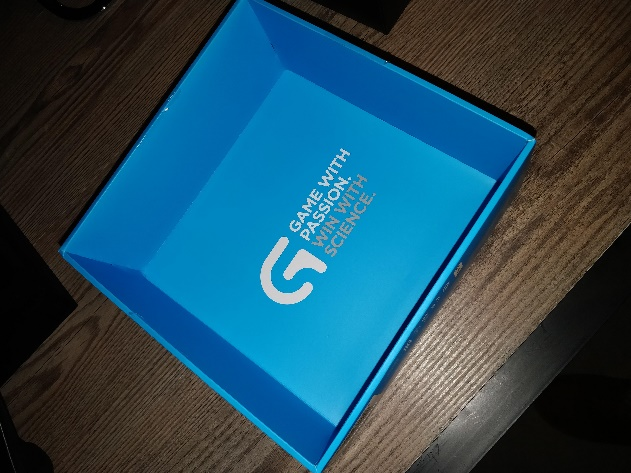 GAME WITH
PASSION.
WIN WITH
SCIENCE.